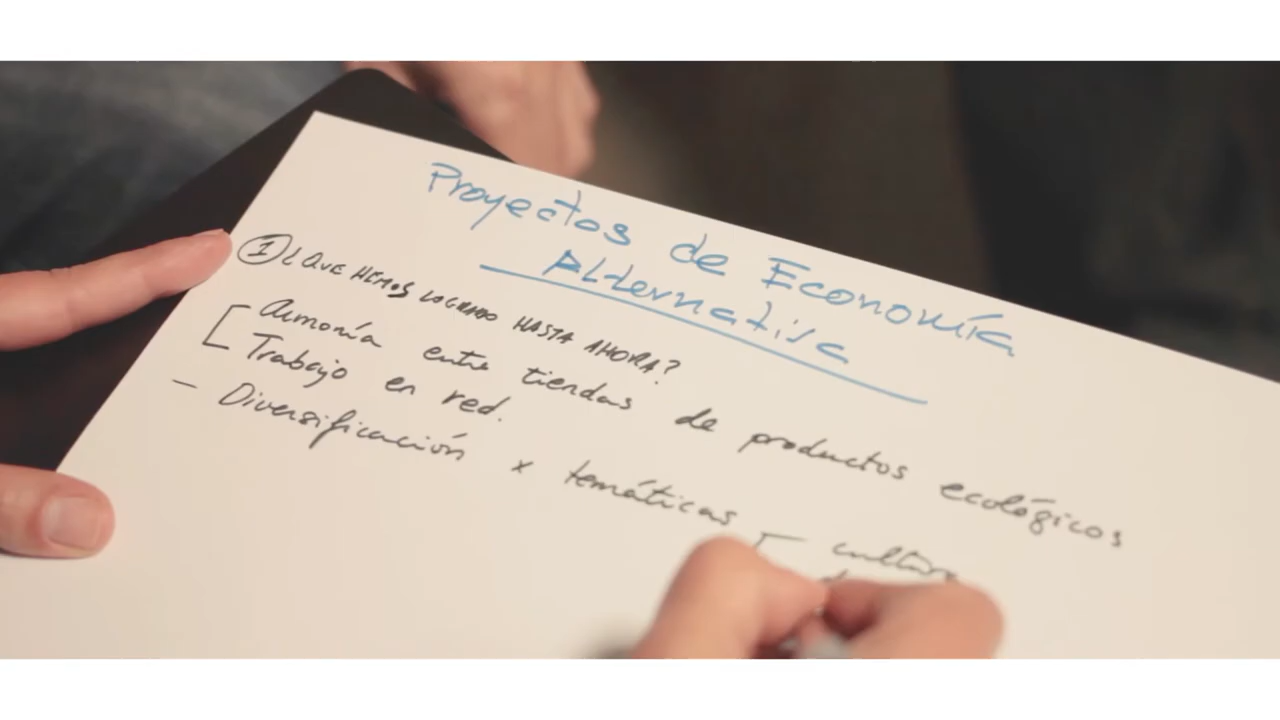 Proyectos de Economía
Alternativa
① ¿QUE HEMOS LOGRADO HASTA AHORA?
Armonía entre tiendas de productos ecológicos
Trabajo en red.
- Diversificación x temáticas cultura